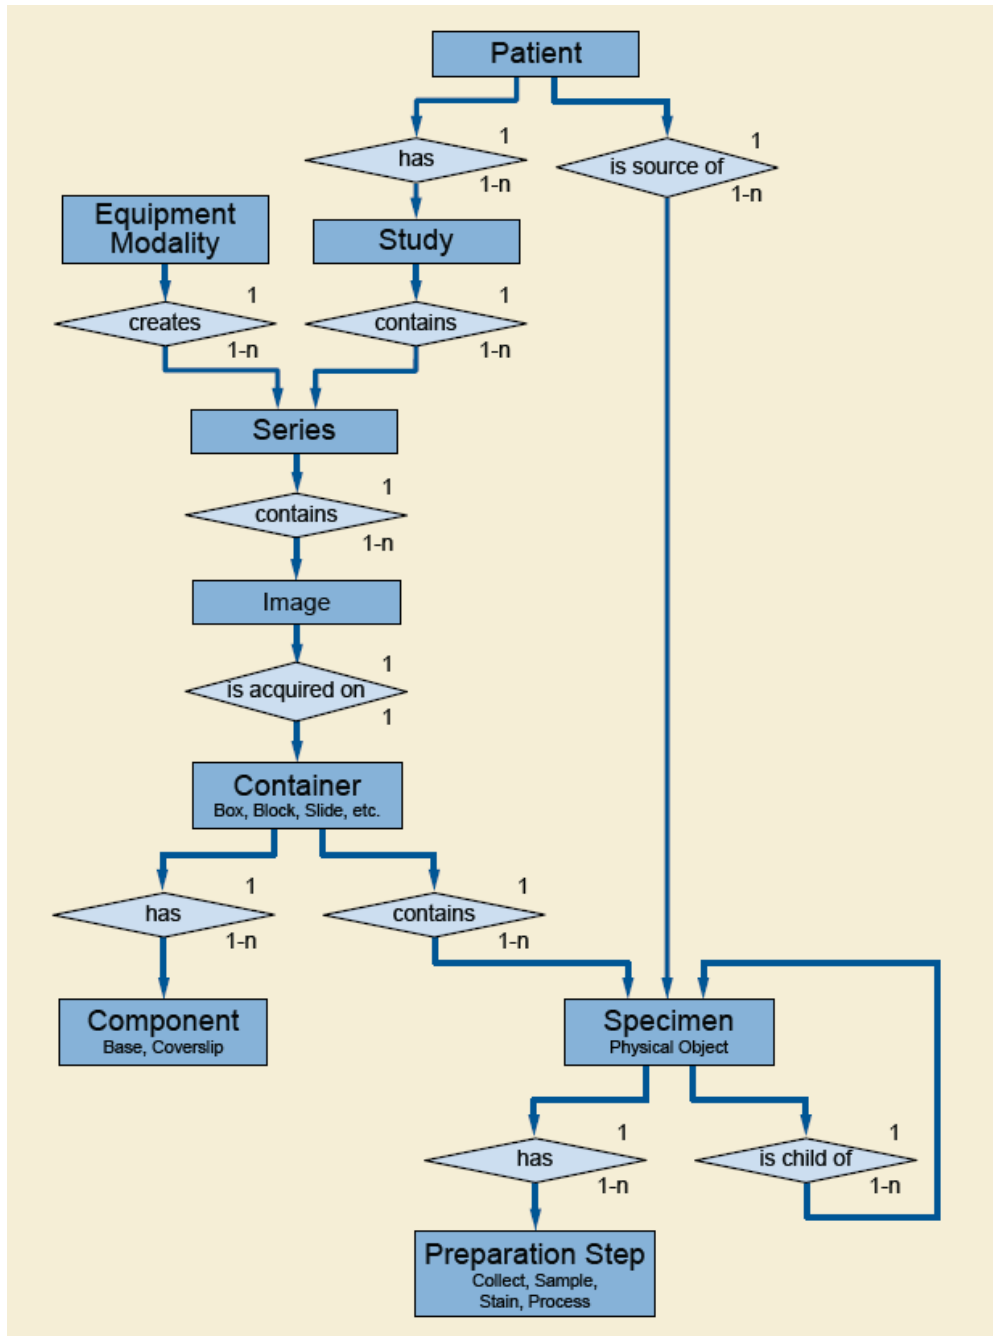 Patient
1
has
1-n
1
is source of
1-n
Equipment
Modality
Study
1
creates
1-n
1
contains
1-n
Series
1
contains
1-n
Image
1
is acquired on
1
Container
Box, Block, Slide, etc.
1
has
1-n
1
contains
1-n
Component
Base, Coverslip
Specimen
Physical Object
1
has
1-n
1
is child of
1-n
Preparation Step
Collect, Sample,
Stain, Process